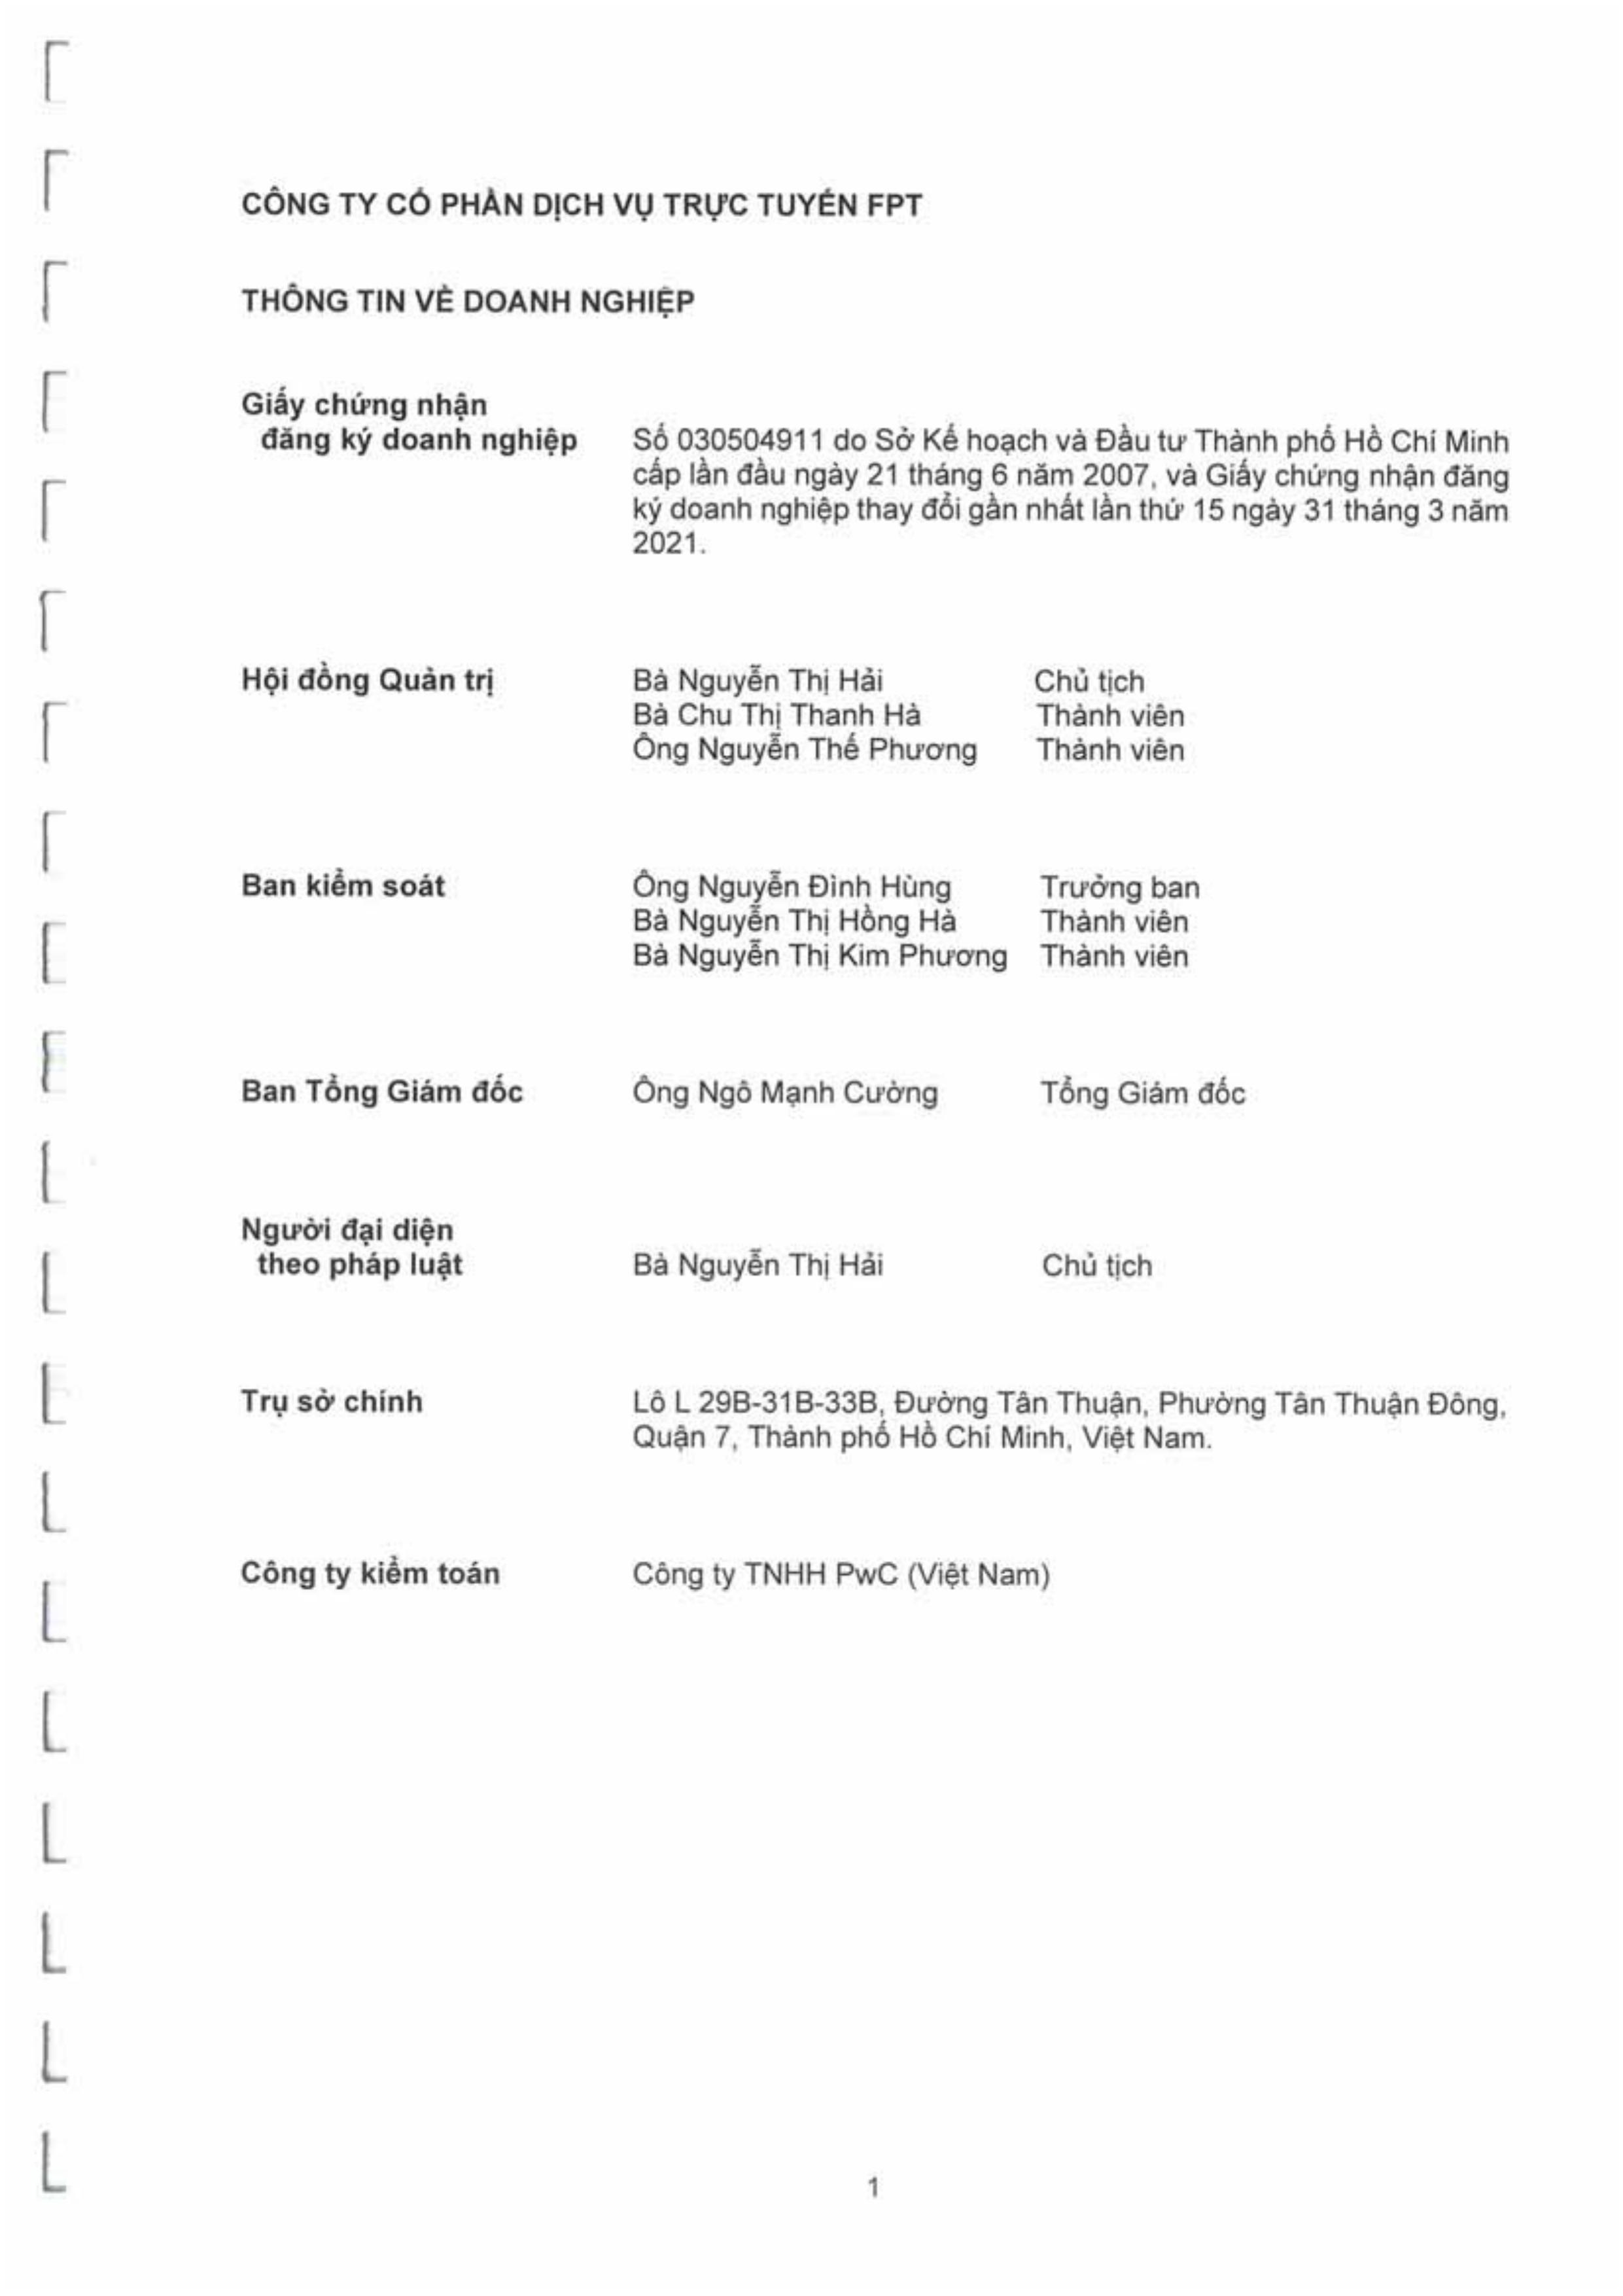 CÔNG TY CỔ PHẦN DỊCH VỤ TRỰC TUYẾN FPT
THÔNG TIN VỀ DOANH NGHIỆP
Giấy chứng nhận
đăng ký doanh nghiệp Số 030504911 do Sở Kế hoạch và Đầu tư Thành phố Hồ Chí Minh
cấp lần đầu ngày 21 tháng 6 năm 2007, và Giấy chứng nhận đăng
ký doanh nghiệp thay đổi gần nhất lần thứ 15 ngày 31 tháng 3 năm
2021.
Hội đồng Quản trị Bà Nguyễn Thị Hải Chủ tịch
Bà Chu Thị Thanh Hà Thành viên
Ông Nguyễn Thế Phương Thành viên
Ban kiểm soát Ông Nguyễn Đình Hùng Trưởng ban
Bà Nguyễn Thị Hồng Hà Thành viên
Bà Nguyễn Thị Kim Phương Thành viên
Ban Tổng Giám đốc Ông Ngô Mạnh Cường Tổng Giám đốc
Người đại diện
theo pháp luật Bà Nguyễn Thị Hải Chủ tịch
Trụ sở chính Lô L 29B-31B-33B, Đường Tân Thuận, Phường Tân Thuận Đông,
Quận 7, Thành phố Hồ Chí Minh, Việt Nam.
Công ty kiểm toán Công ty TNHH PwC (Việt Nam)
1